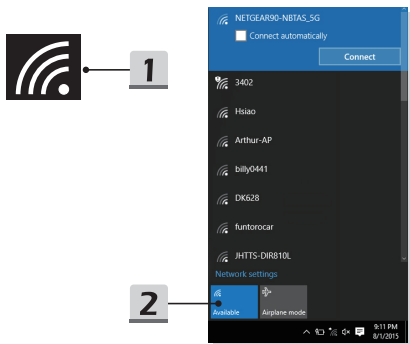 NETGEAR90-NBTAS_5G
Connect automatically
Connect
1
3402
Hsiao
Arthur-AP
billy0441
DK628
funtorocar
JHTTS-DIR810L
Network settings
2
Available
Airplane mode
9:11 PM
8/1/2015